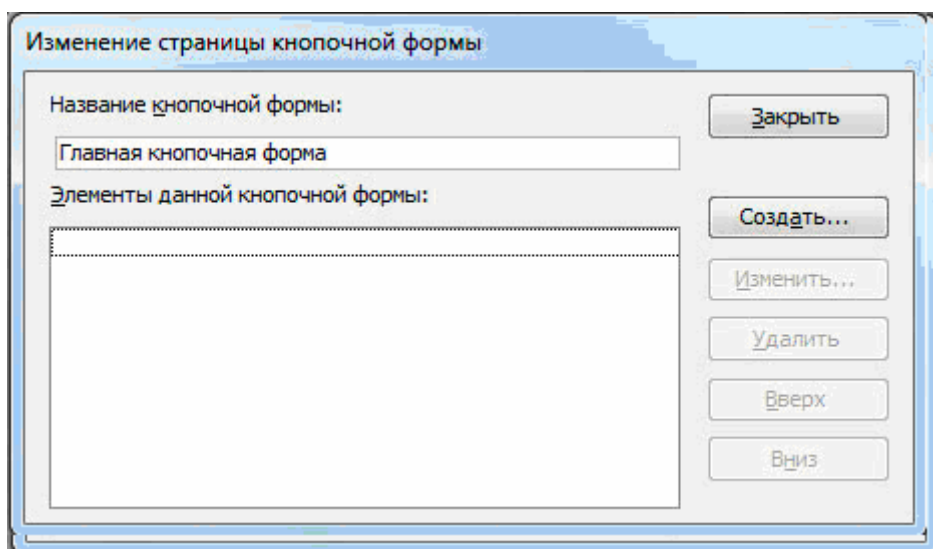 Изменение страницы кнопочной формы
Название кнопочной формы:
Закрыть
Главная кнопочная форма
Элементы данной кнопочной формы:
Создать...
Изменить...
Удалить
Вверх
Вниз